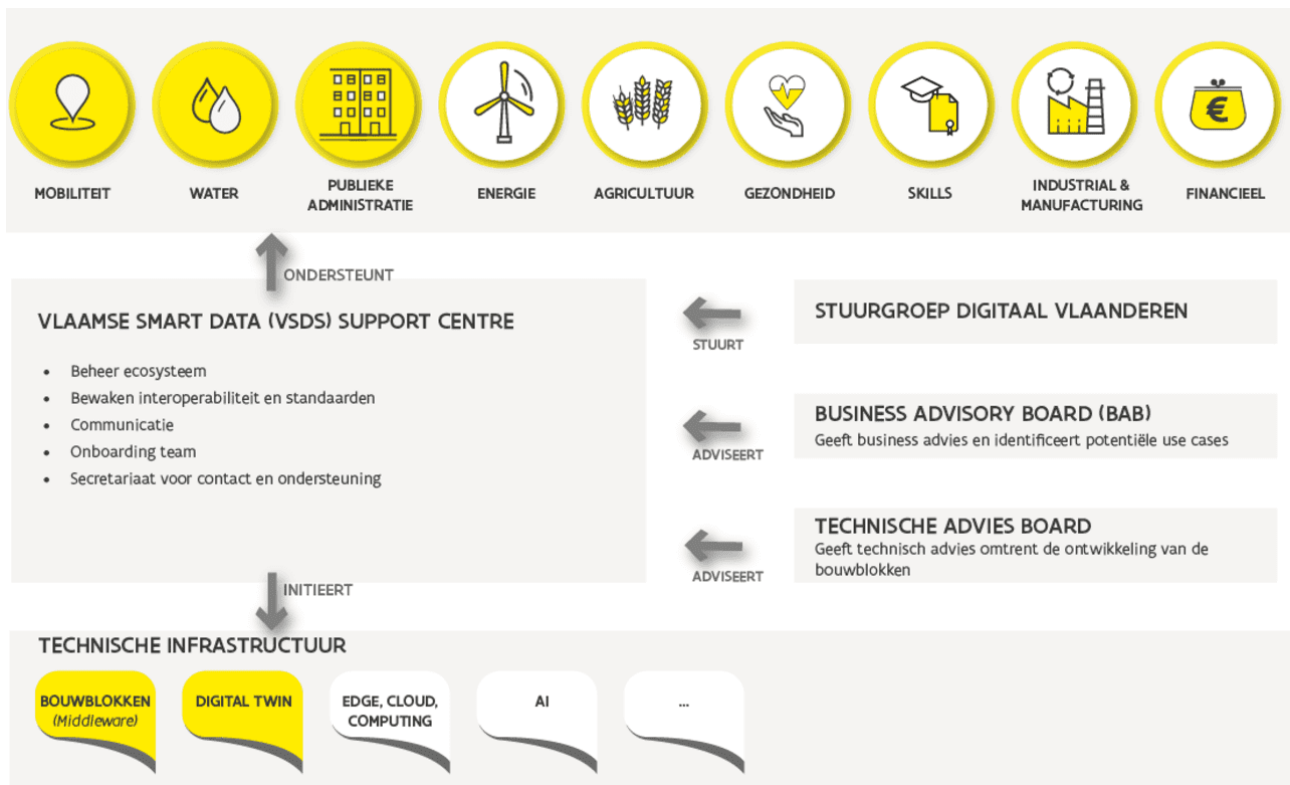 MOBILITEIT
WATER
PUBLIEKE
ADMINISTRATIE
ENERGIE
AGRICULTUUR
GEZONDHEID
SKILLS
INDUSTRIAL &
MANUFACTURING
€
FINANCIEEL
ONDERSTEUNT
VLAAMSE SMART DATA (VSDS) SUPPORT CENTRE
• Beheer ecosysteem
• Bewaken interoperabiliteit en standaarden
• Communicatie
• Onboarding team
• Secretariaat voor contact en ondersteuning
STUURT
STUURGROEP DIGITAAL VLAANDEREN
ADVISEERT
BUSINESS ADVISORY BOARD (BAB)
Geeft business advies en identificeert potentiële use cases
ADVISEERT
TECHNISCHE ADVIES BOARD
Geeft technisch advies omtrent de ontwikkeling van de
bouwblokken
INITIEERT
TECHNISCHE INFRASTRUCTUUR
BOUWBLOKKEN
(Middleware)
DIGITAL TWIN
EDGE, CLOUD,
COMPUTING
AI
...